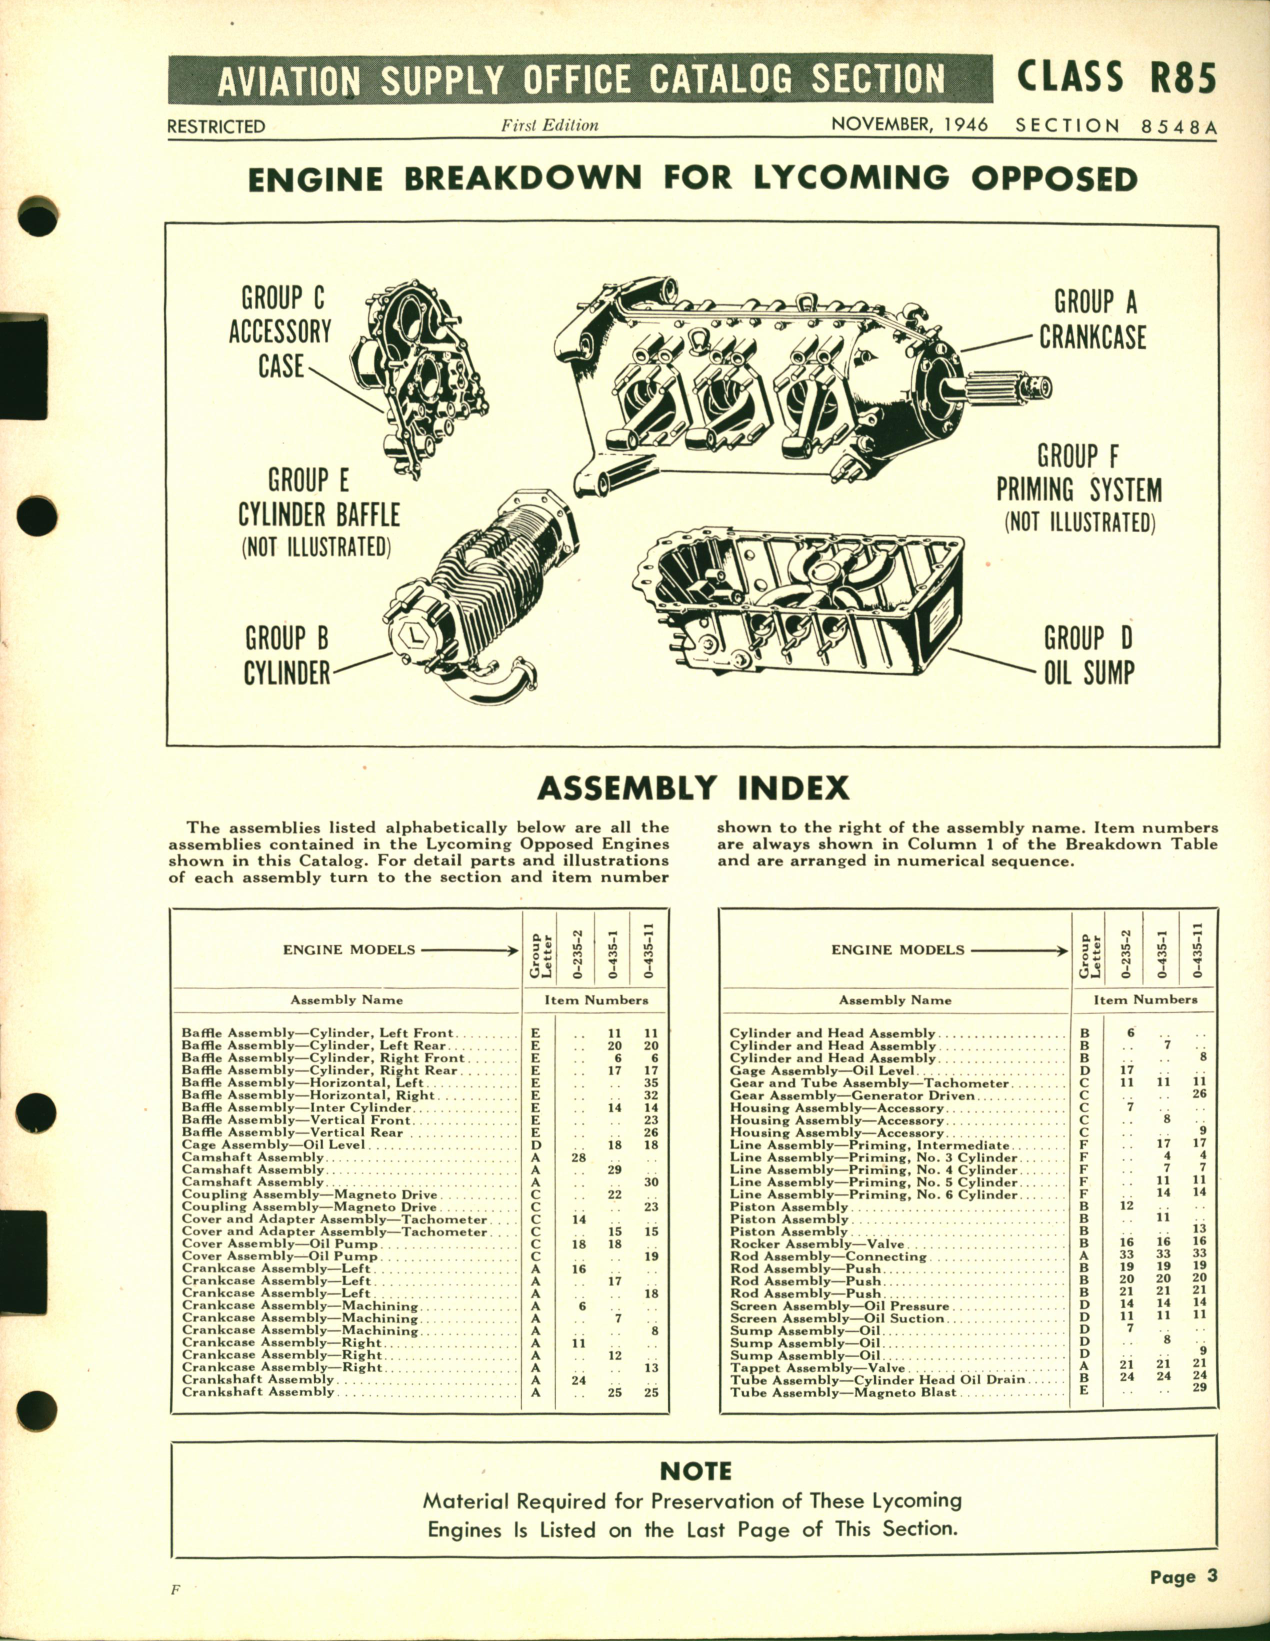 AVIATION SUPPLY OFFICE CATALOG SECTION CLASS R85
RESTRICTED First Edition NOVEMBER, 1946 SECTION 8548A
ENGINE BREAKDOWN FOR LYCOMING OPPOSED
GROUP C
ACCESSORY
CASE
GROUP A
CRANKCASE
GROUP E
CYLINDER BAFFLE
(NOT ILLUSTRATED)
GROUP F
PRIMING SYSTEM
(NOT ILLUSTRATED)
GROUP B
CYLINDER
L
GROUP D
OIL SUMP
ASSEMBLY INDEX
The assemblies listed alphabetically below are all the
assemblies contained in the Lycoming Opposed Engines
shown in this Catalog. For detail parts and illustrations
of each assembly turn to the section and item number
shown to the right of the assembly name. Item numbers
are always shown in Column 1 of the Breakdown Table
and are arranged in numerical sequence.
ENGINE MODELS Group Letter 0-235-2 0-435-1 0-435-11
Assembly Name Item Numbers
Baffle Assembly—Cylinder, Left Front E .. 11 11
Baffle Assembly—Cylinder, Left Rear E .. 20 20
Baffle Assembly—Cylinder, Right Front E .. 6 6
Baffle Assembly—Cylinder, Right Rear E .. 17 17
Baffle Assembly—Horizontal, Left E .. .. 35
Baffle Assembly—Horizontal, Right E .. .. 32
Baffle Assembly—Inter Cylinder E .. 14 14
Baffle Assembly—Vertical Front E .. .. 23
Baffle Assembly—Vertical Rear E .. .. 26
Cage Assembly—Oil Level D .. 18 18
Camshaft Assembly A 28 .. ..
Camshaft Assembly A .. 29 ..
Camshaft Assembly A .. .. 30
Coupling Assembly—Magneto Drive C .. 22 ..
Coupling Assembly—Magneto Drive C .. .. 23
Cover and Adapter Assembly—Tachometer C 14 .. ..
Cover and Adapter Assembly—Tachometer C .. 15 15
Cover Assembly—Oil Pump C 18 18 ..
Cover Assembly—Oil Pump C .. .. 19
Crankcase Assembly—Left A 16 .. ..
Crankcase Assembly—Left A .. 17 ..
Crankcase Assembly—Left A .. .. 18
Crankcase Assembly—Machining A 6 .. ..
Crankcase Assembly—Machining A .. 7 ..
Crankcase Assembly—Machining A .. .. 8
Crankcase Assembly—Right A 11 .. ..
Crankcase Assembly—Right A .. 12 ..
Crankcase Assembly—Right A .. .. 13
Crankshaft Assembly A 24 .. ..
Crankshaft Assembly A .. 25 25
ENGINE MODELS Group Letter 0-235-2 0-435-1 0-435-11
Assembly Name Item Numbers
Cylinder and Head Assembly B 6 .. ..
Cylinder and Head Assembly B .. 7 ..
Cylinder and Head Assembly B .. .. 8
Gage Assembly—Oil Level D 17 .. ..
Gear and Tube Assembly—Tachometer C 11 11 11
Gear Assembly—Generator Driven C .. .. 26
Housing Assembly—Accessory C 7 .. ..
Housing Assembly—Accessory C .. 8 ..
Housing Assembly—Accessory C .. .. 9
Line Assembly—Priming, Intermediate F .. 17 17
Line Assembly—Priming, No. 3 Cylinder F .. 4 4
Line Assembly—Priming, No. 4 Cylinder F .. 7 7
Line Assembly—Priming, No. 5 Cylinder F .. 11 11
Line Assembly—Priming, No. 6 Cylinder F .. 14 14
Piston Assembly B 12 .. ..
Piston Assembly B .. 11 ..
Piston Assembly B .. .. 13
Rocker Assembly—Valve B 16 16 16
Rod Assembly—Connecting A 33 33 33
Rod Assembly—Push B 19 19 19
Rod Assembly—Push B 20 20 20
Rod Assembly—Push B 21 21 21
Screen Assembly—Oil Pressure D 14 14 14
Screen Assembly—Oil Suction D 11 11 11
Sump Assembly—Oil D 7 .. ..
Sump Assembly—Oil D .. 8 ..
Sump Assembly—Oil D .. .. 9
Tappet Assembly—Valve A 21 21 21
Tube Assembly—Cylinder Head Oil Drain B 24 24 24
Tube Assembly—Magneto Blast E .. .. 29
NOTE
Material Required for Preservation of These Lycoming
Engines Is Listed on the Last Page of This Section.
F Page 3